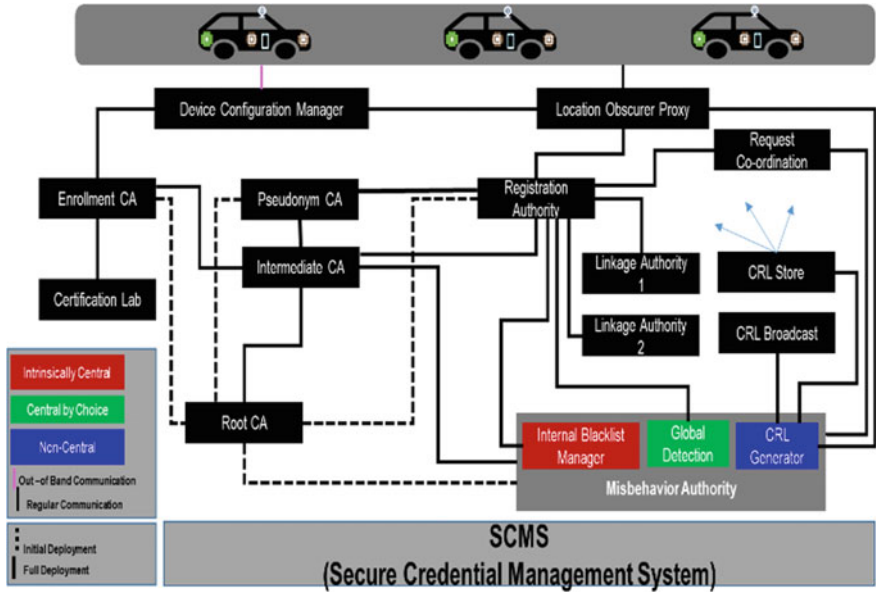 Device Configuration Manager
Location Obscurer Proxy
Request
Co-ordination
Enrollment CA
Pseudonym CA
Registration
Authority
Intermediate CA
Linkage Authority
1
CRL Store
Certification Lab
Linkage Authority
2
CRL Broadcast
Intrinsically Central
Central by Choice
Non-Central
Out –of Band Communication
Regular Communication
Root CA
Internal Blacklist
Manager
Global
Detection
CRL
Generator
Misbehavior Authority
Initial Deployment
Full Deployment
SCMS
(Secure Credential Management System)